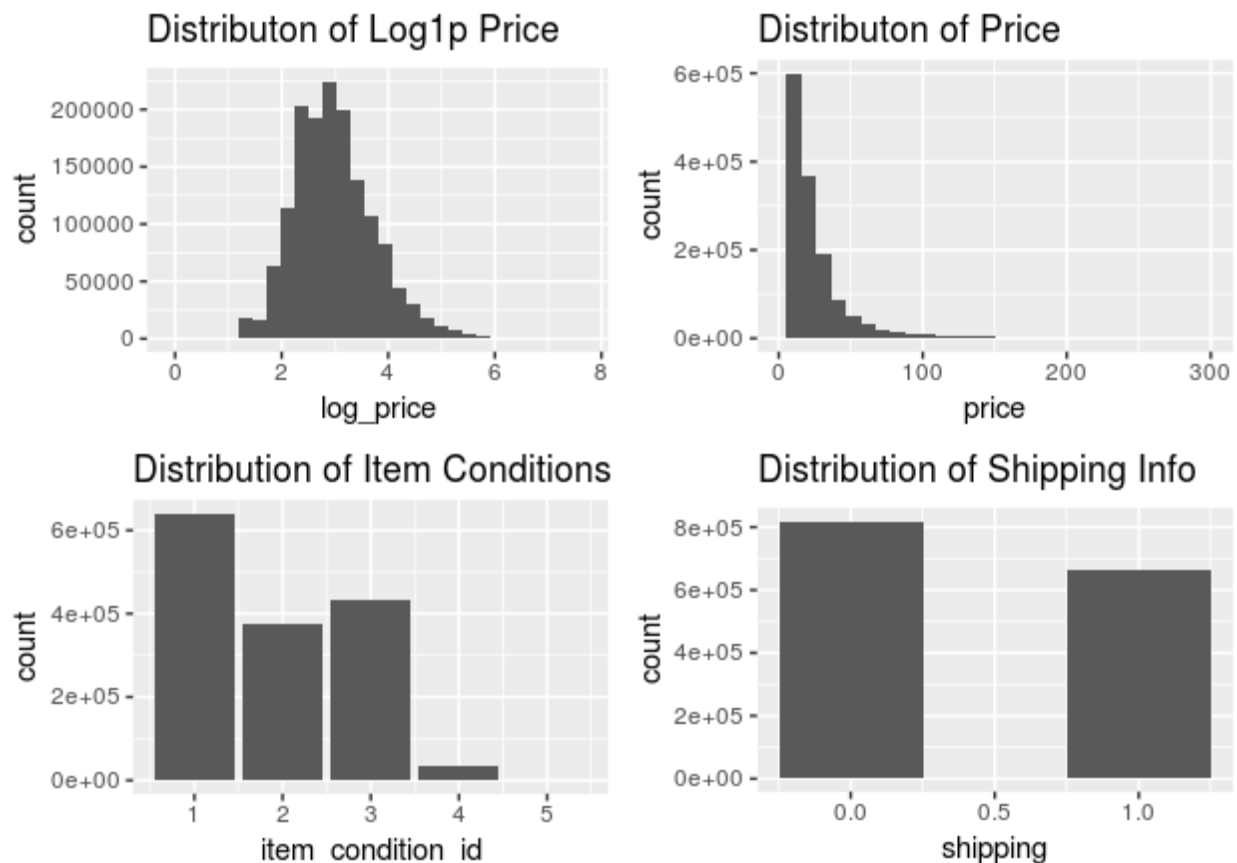 Distributon of Log1p Price
200000
150000
100000
50000
0
count
0 2 4 6 8
log_price
Distributon of Price
6e+05
4e+05
2e+05
0e+00
count
0 100 200 300
price
Distribution of Item Conditions
6e+05
4e+05
2e+05
0e+00
count
1 2 3 4 5
item_condition_id
Distribution of Shipping Info
8e+05
6e+05
4e+05
2e+05
0e+00
count
0.0 0.5 1.0
shipping